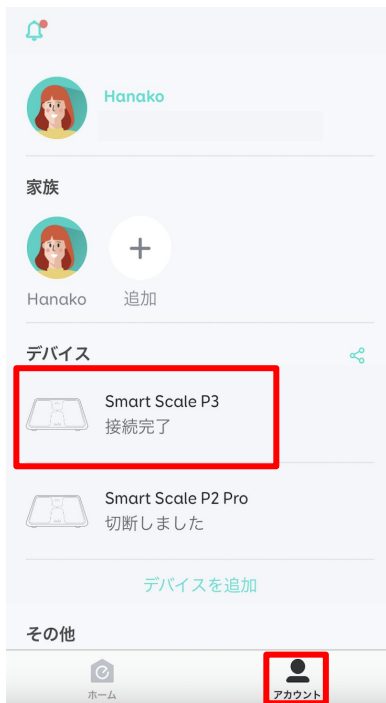 Hanako
家族
Hanako
追加
デバイス
Smart Scale P3
接続完了
Smart Scale P2 Pro
切断しました
デバイスを追加
その他
ホーム
アカウント